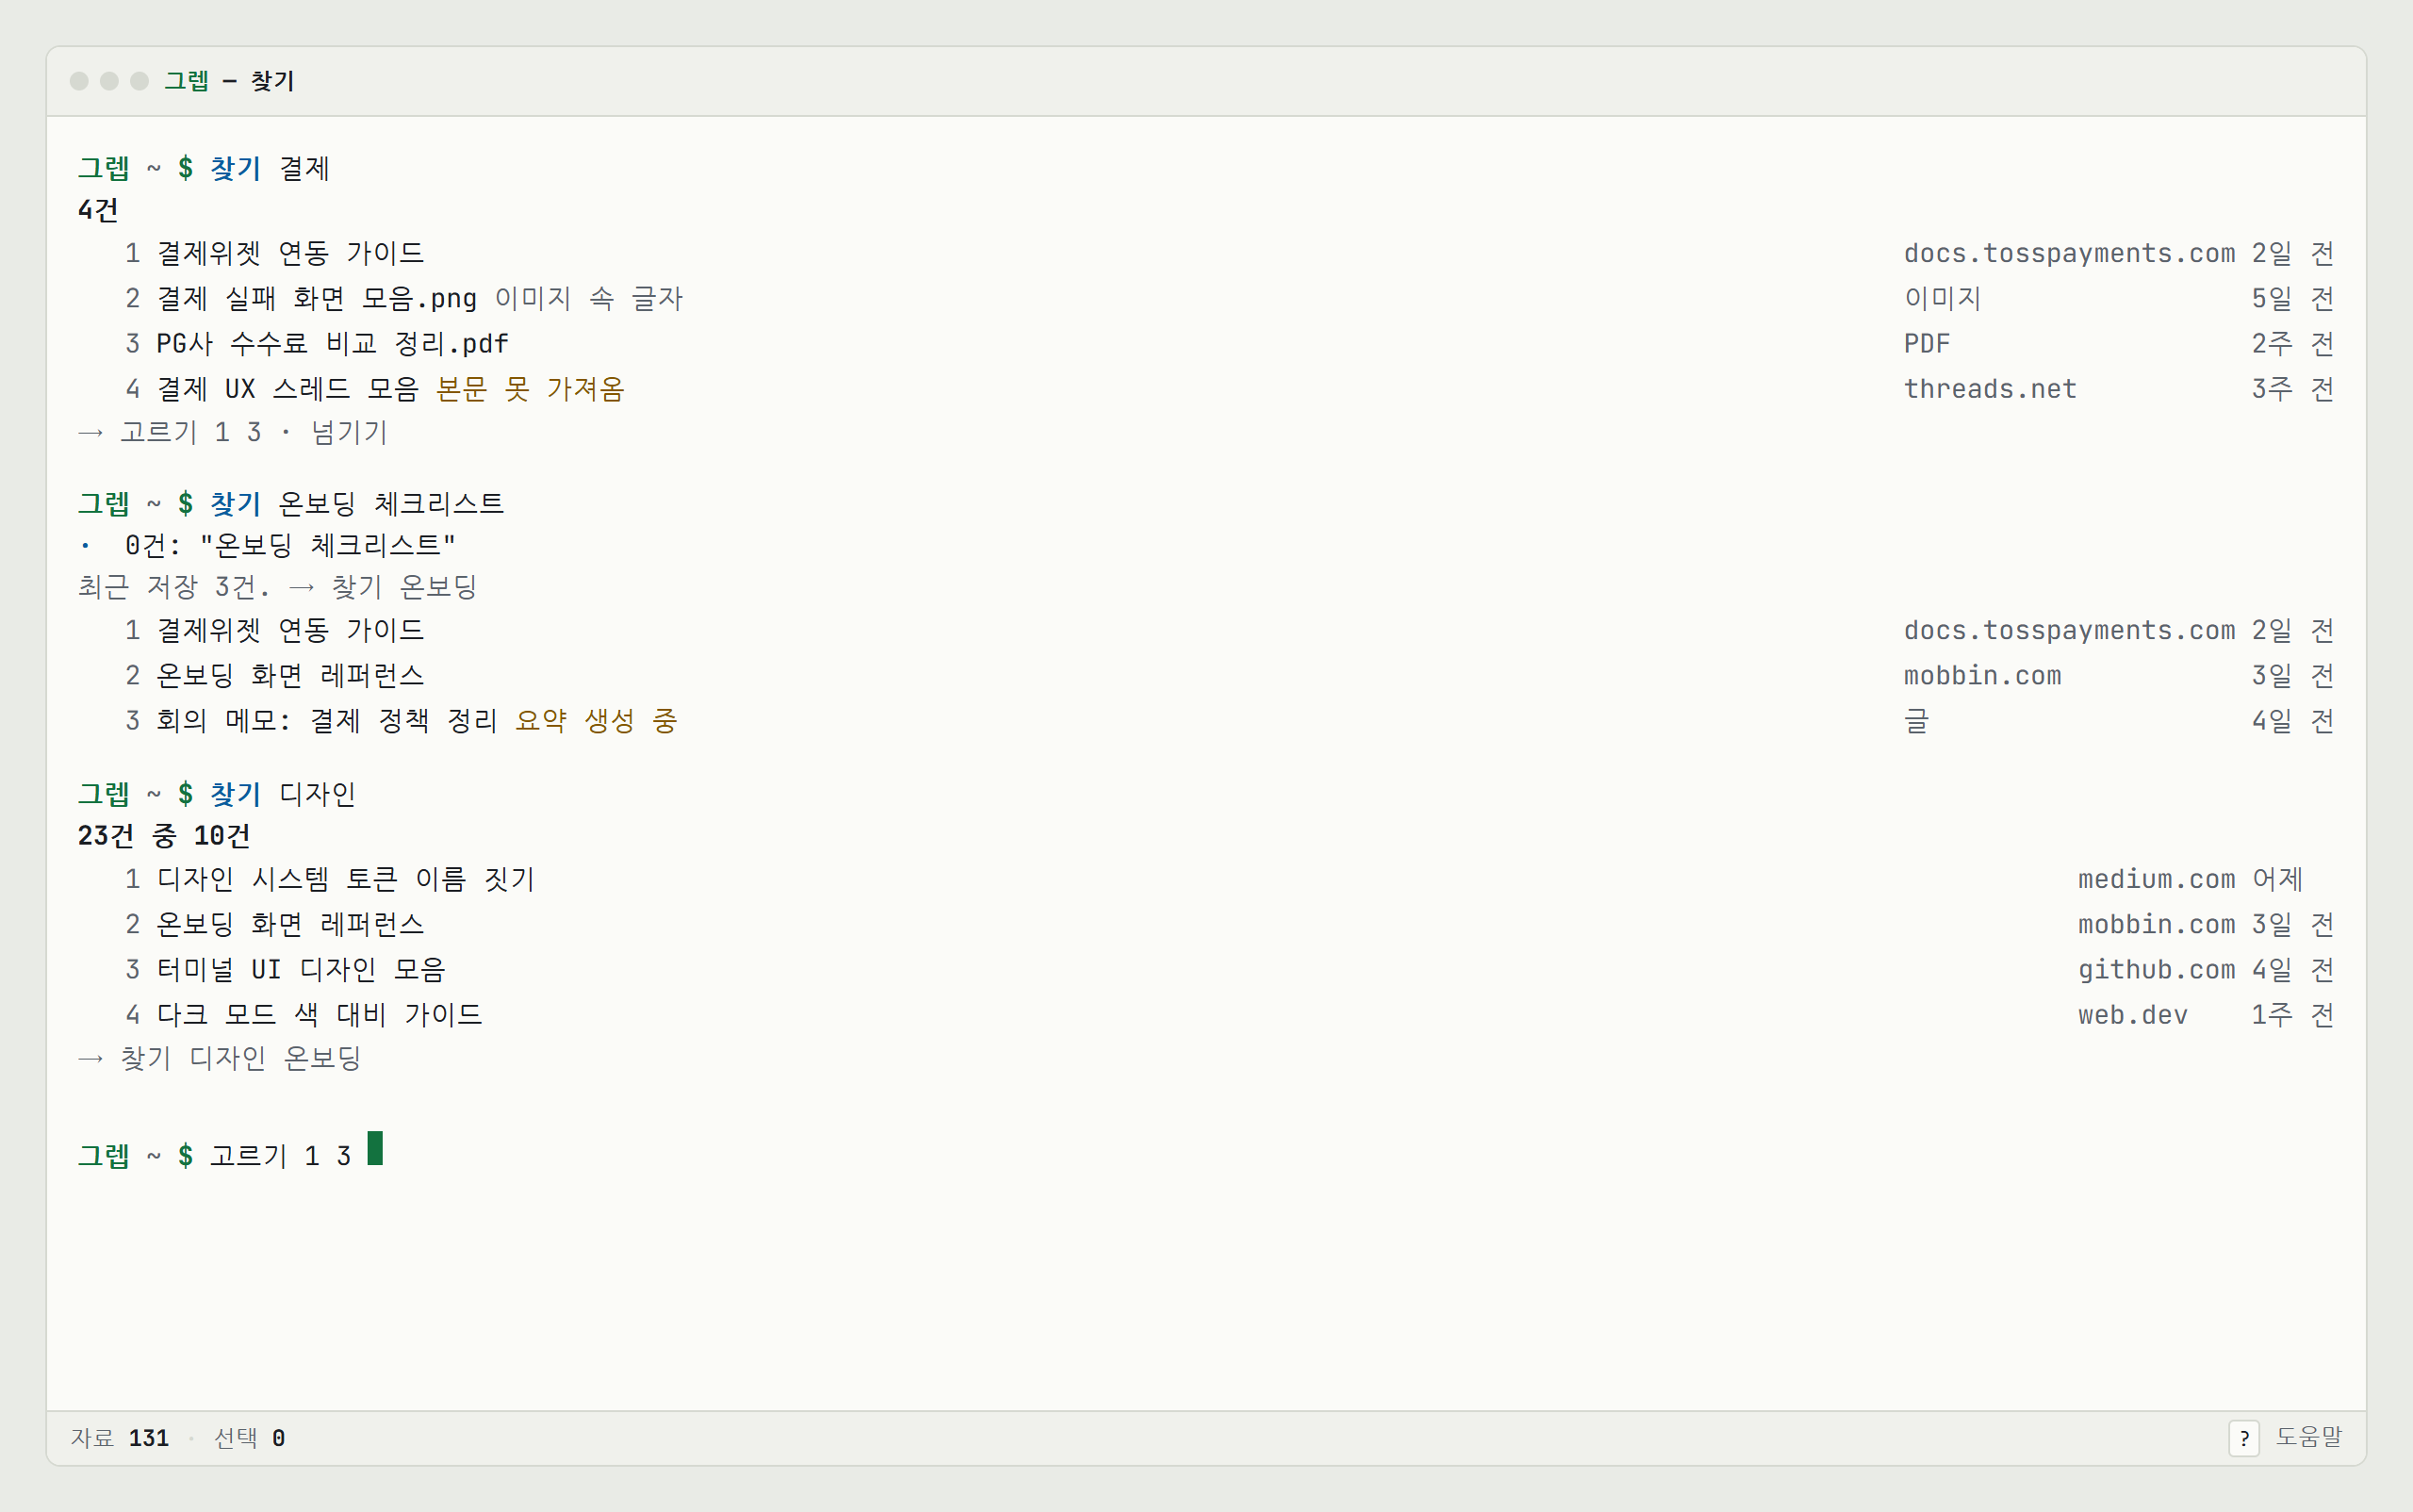 그렙 — 찾기
그렙 ~ $ 찾기 결제
4건
1 결제위젯 연동 가이드 docs.tosspayments.com 2일 전
2 결제 실패 화면 모음.png 이미지 속 글자 이미지 5일 전
3 PG사 수수료 비교 정리.pdf PDF 2주 전
4 결제 UX 스레드 모음 본문 못 가져옴 threads.net 3주 전
→ 고르기 1 3 · 넘기기
그렙 ~ $ 찾기 온보딩 체크리스트
· 0건: "온보딩 체크리스트"
최근 저장 3건. → 찾기 온보딩
1 결제위젯 연동 가이드 docs.tosspayments.com 2일 전
2 온보딩 화면 레퍼런스 mobbin.com 3일 전
3 회의 메모: 결제 정책 정리 요약 생성 중 글 4일 전
그렙 ~ $ 찾기 디자인
23건 중 10건
1 디자인 시스템 토큰 이름 짓기 medium.com 어제
2 온보딩 화면 레퍼런스 mobbin.com 3일 전
3 터미널 UI 디자인 모음 github.com 4일 전
4 다크 모드 색 대비 가이드 web.dev 1주 전
→ 찾기 디자인 온보딩
그렙 ~ $ 고르기 1 3
자료 131 · 선택 0 ? 도움말